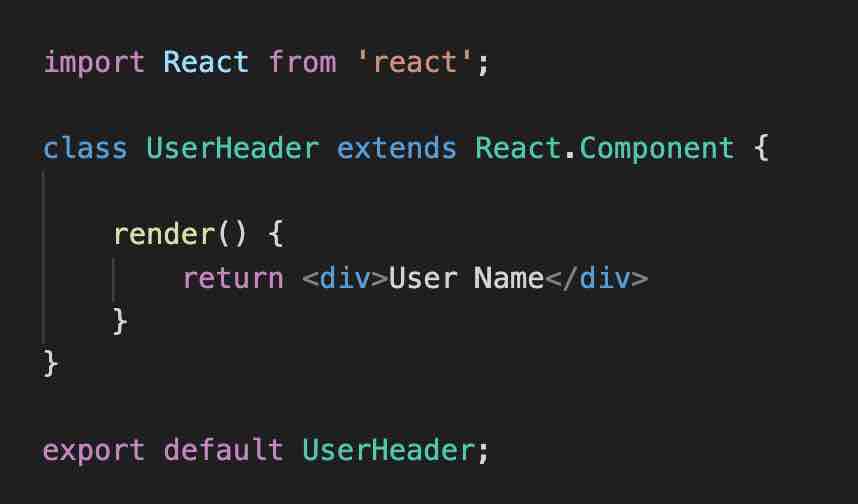 import React from 'react';
class UserHeader extends React.Component {
render() {
return <div>User Name</div>
}
}
export default UserHeader;